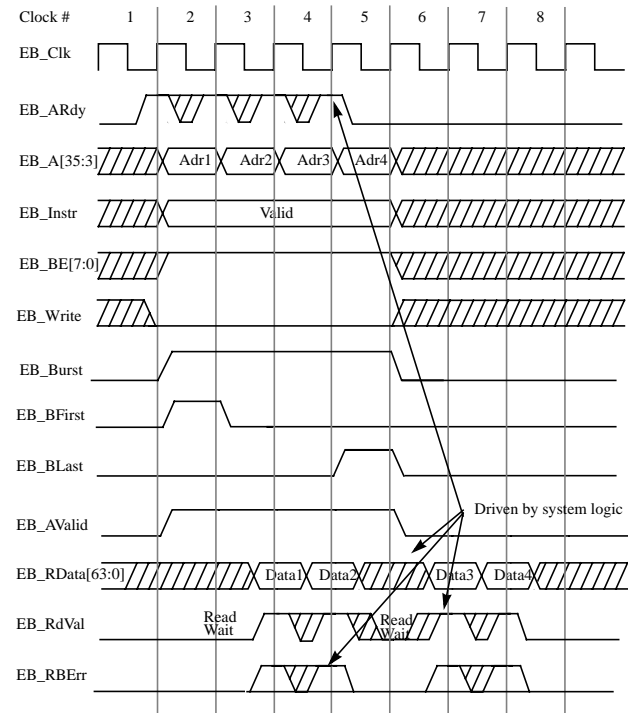 Clock # 1 2 3 4 5 6 7 8
EB_Clk
EB_ARdy
EB_A[35:3] Adr1 Adr2 Adr3 Adr4
EB_Instr Valid
EB_BE[7:0]
EB_Write
EB_Burst
EB_BFirst
EB_BLast
Driven by system logic
EB_AValid
EB_RData[63:0] Data1 Data2 Data3 Data4
EB_RdVal Read Wait Read Wait
EB_RBErr